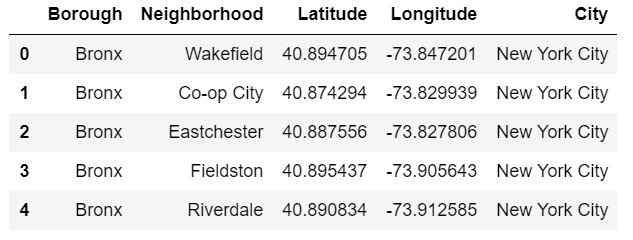 Borough Neighborhood Latitude Longitude City
0 Bronx Wakefield 40.894705 -73.847201 New York City
1 Bronx Co-op City 40.874294 -73.829939 New York City
2 Bronx Eastchester 40.887556 -73.827806 New York City
3 Bronx Fieldston 40.895437 -73.905643 New York City
4 Bronx Riverdale 40.890834 -73.912585 New York City